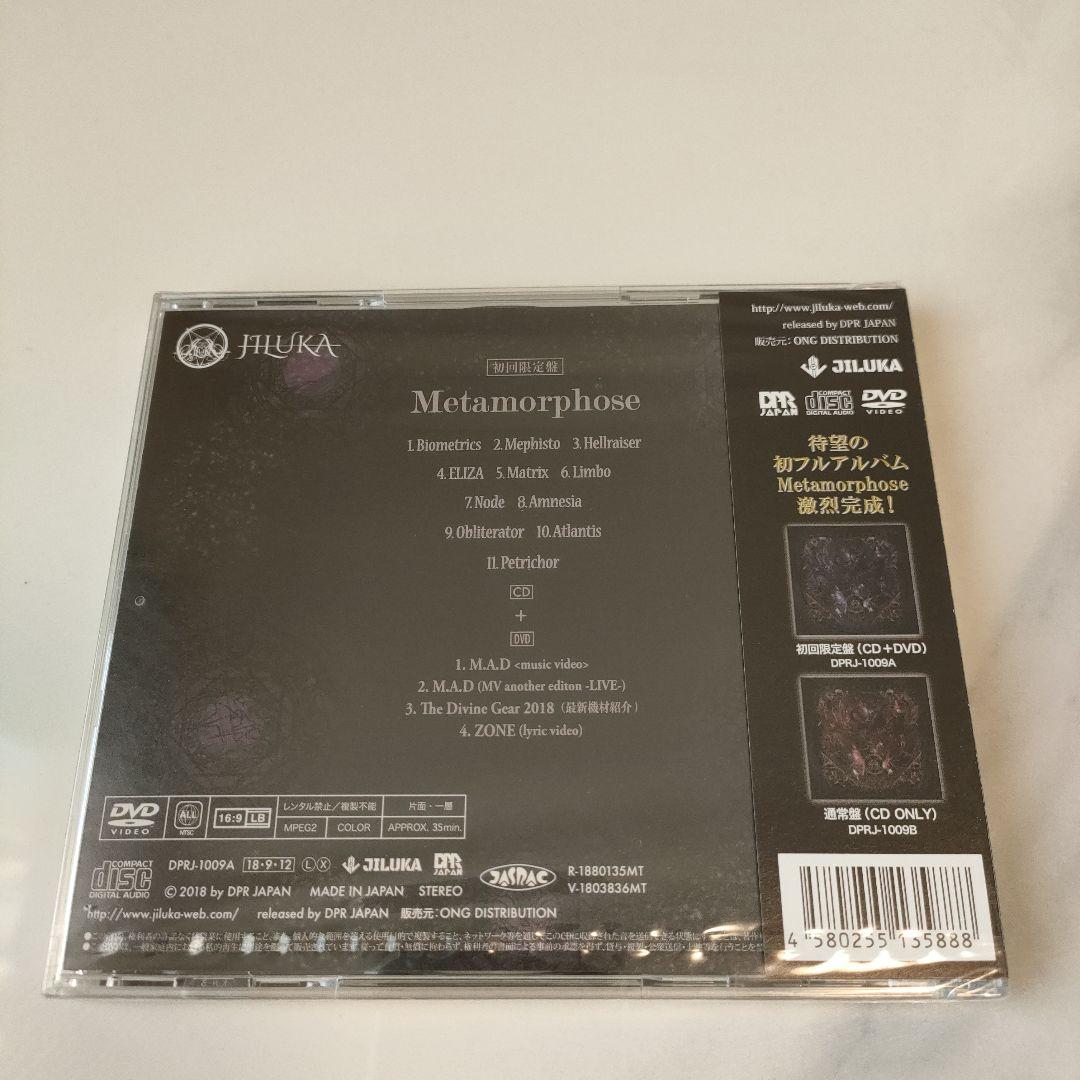 JILUKA
初回限定盤
Metamorphose
1. Biometrics 2. Mephisto 3. Hellraiser
4. ELIZA 5. Matrix 6. Limbo
7. Node 8. Amnesia
9. Obliterator 10. Atlantis
11. Petrichor
CD
+
DVD
1. M.A.D <music video>
2. M.A.D (MV another editon -LIVE-)
3. The Divine Gear 2018 (最新機材紹介)
4. ZONE (lyric video)
DVD VIDEO
ALL NTSC
16:9 LB
レンタル禁止/複製不能 片面・一層
MPEG2 COLOR APPROX. 35min.
COMPACT disc DIGITAL AUDIO
DPRJ-1009A 18・9・12 L X JILUKA DPR JAPAN
JASRAC
R-1880135MT
V-1803836MT
© 2018 by DPR JAPAN MADE IN JAPAN STEREO
http://www.jiluka-web.com/ released by DPR JAPAN 販売元:ONG DISTRIBUTION
http://www.jiluka-web.com/
released by DPR JAPAN
販売元:ONG DISTRIBUTION
JILUKA
DPR JAPAN COMPACT disc DIGITAL AUDIO DVD VIDEO
待望の
初フルアルバム
Metamorphose
激烈完成!
初回限定盤(CD+DVD)
DPRJ-1009A
通常盤(CD ONLY)
DPRJ-1009B
4 580255 135888